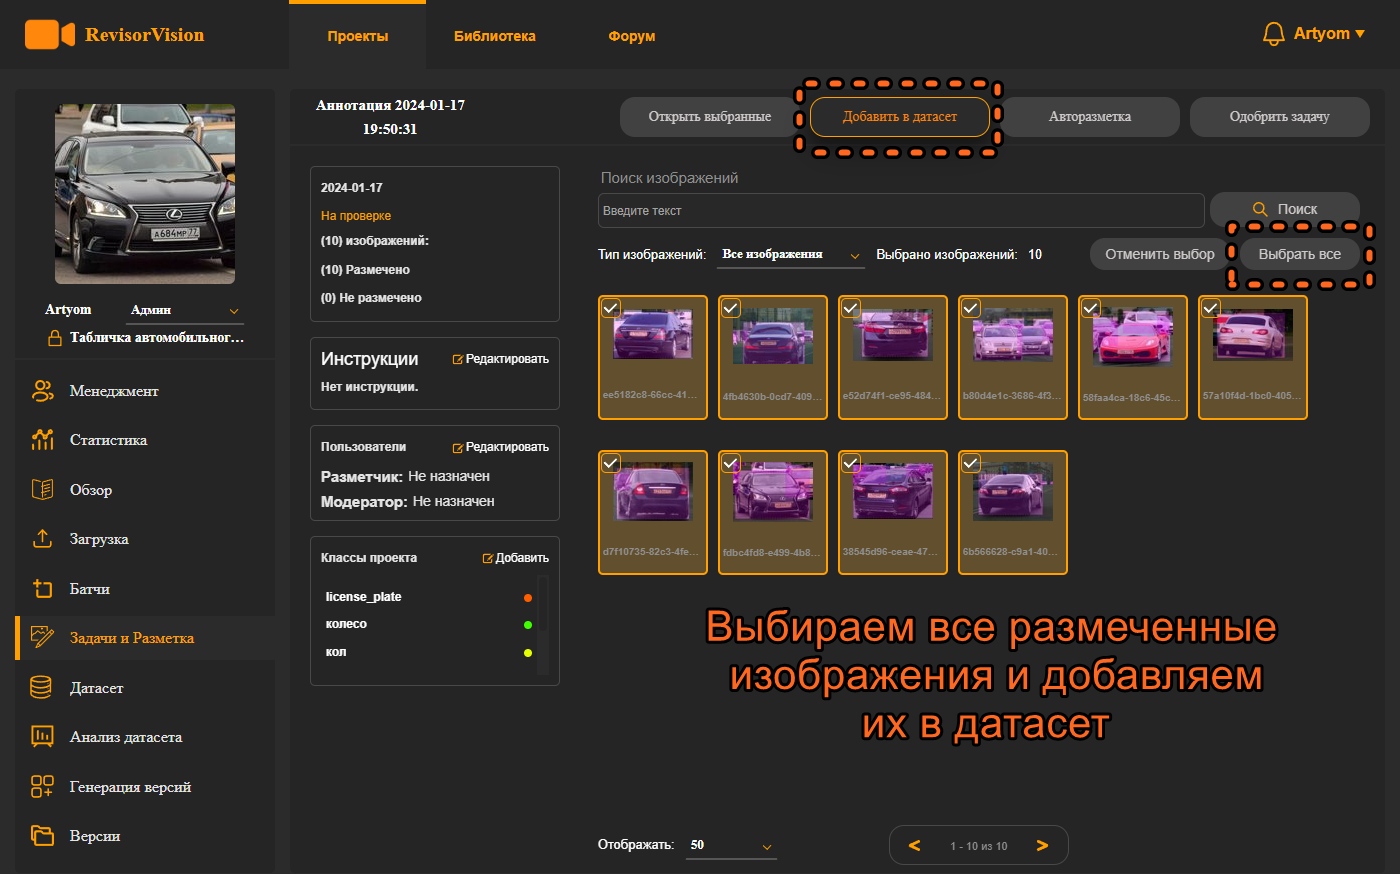 RevisorVision
Проекты
Библиотека
Форум
Artyom
А684МР 77
Artyom
Админ
Табличка автомобильног...
Менеджмент
Статистика
Обзор
Загрузка
Батчи
Задачи и Разметка
Датасет
Анализ датасета
Генерация версий
Версии
Аннотация 2024-01-17
19:50:31
Открыть выбранные
Добавить в датасет
Авторазметка
Одобрить задачу
2024-01-17
На проверке
(10) изображений:
(10) Размечено
(0) Не размечено
Инструкции
Редактировать
Нет инструкции.
Пользователи
Редактировать
Разметчик: Не назначен
Модератор: Не назначен
Классы проекта
Добавить
license_plate
колесо
кол
Поиск изображений
Введите текст
Поиск
Тип изображений:
Все изображения
Выбрано изображений: 10
Отменить выбор
Выбрать все
ee5182c8-66cc-41...
4fb4630b-0cd7-409...
e52d74f1-ce95-484...
b80d4e1c-3686-4f3...
58faa4ca-18c6-45c...
57a10f4d-1bc0-405...
d7f10735-82c3-4fe...
fdbc4fd8-e499-4b8...
38545d96-ceae-47...
6b566628-c9a1-40...
Выбираем все размеченные
изображения и добавляем
их в датасет
Отображать:
50
< 1 - 10 из 10 >